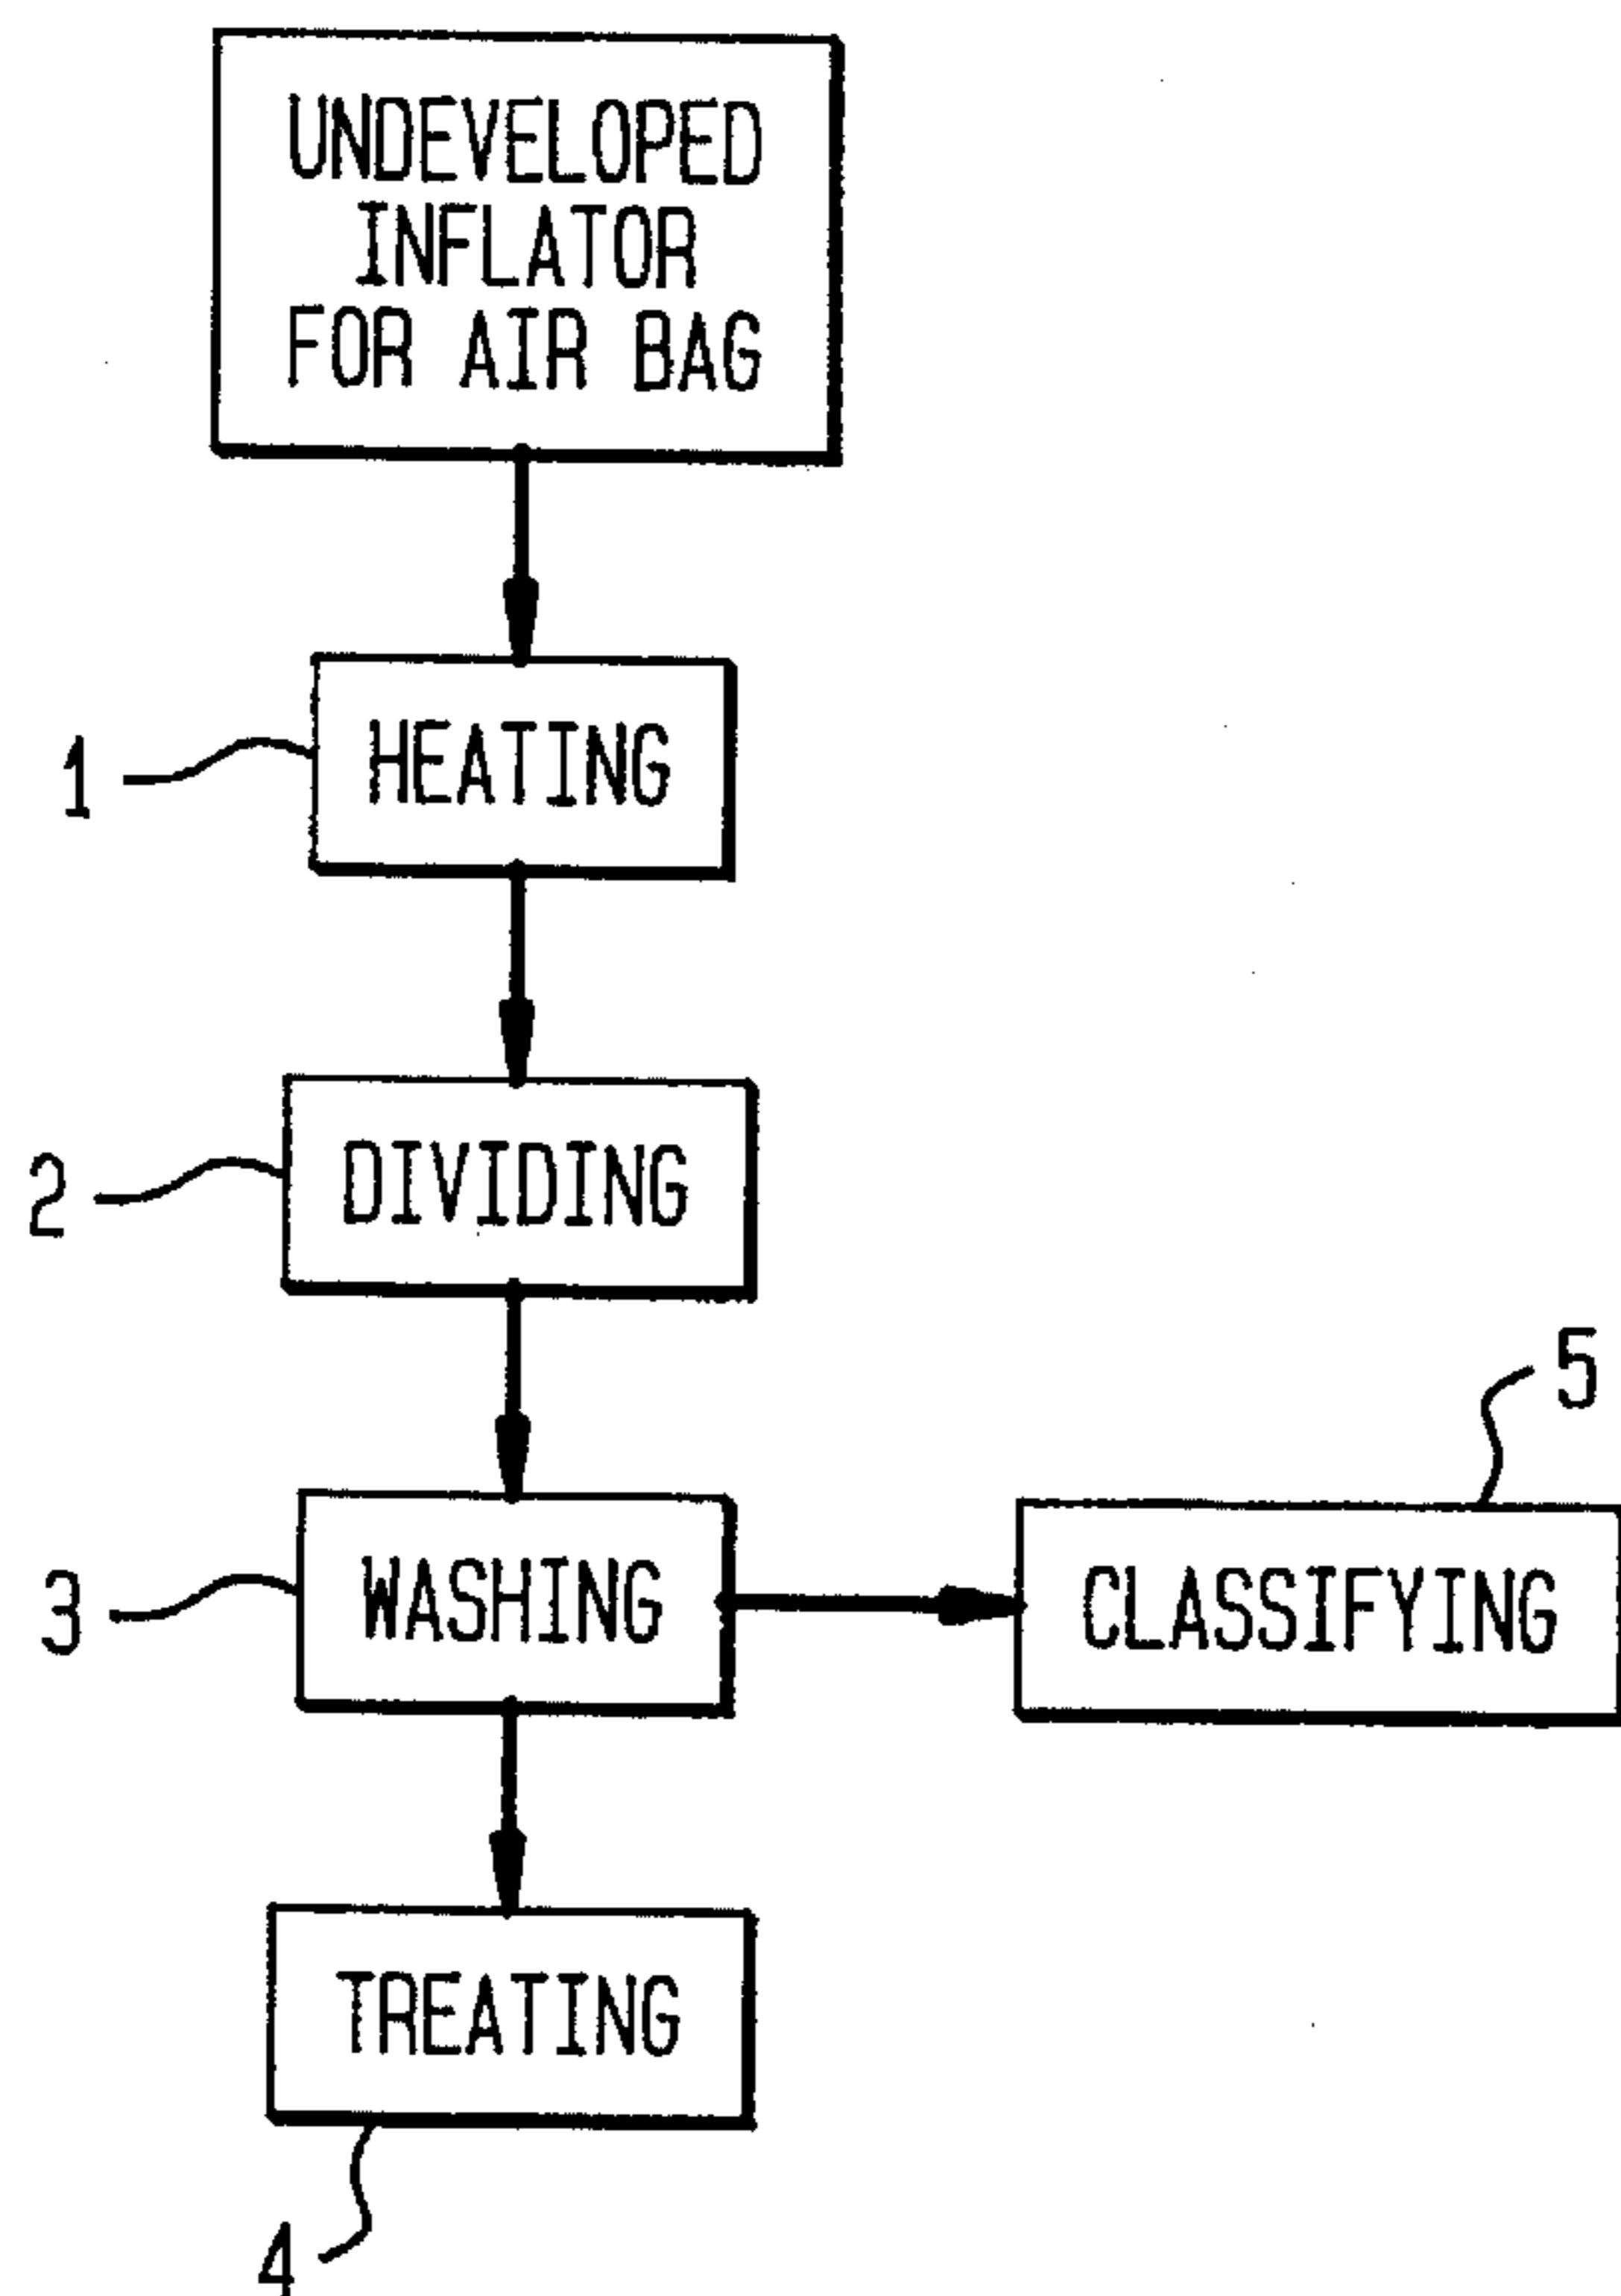 UNDEVELOPED
INFLATOR
FOR AIR BAG
1
HEATING
2
DIVIDING
5
3
WASHING
CLASSIFYING
TREATING
4